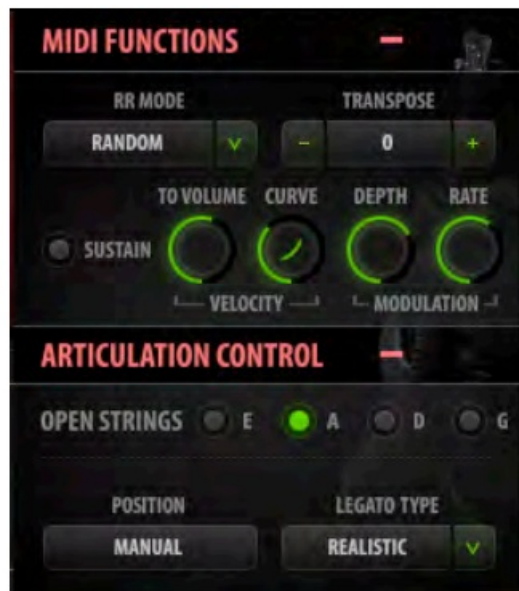 MIDI FUNCTIONS –
RR MODE TRANSPOSE
RANDOM v – 0 +
TO VOLUME CURVE DEPTH RATE
SUSTAIN
VELOCITY MODULATION
ARTICULATION CONTROL –
OPEN STRINGS E A D G
POSITION LEGATO TYPE
MANUAL REALISTIC v